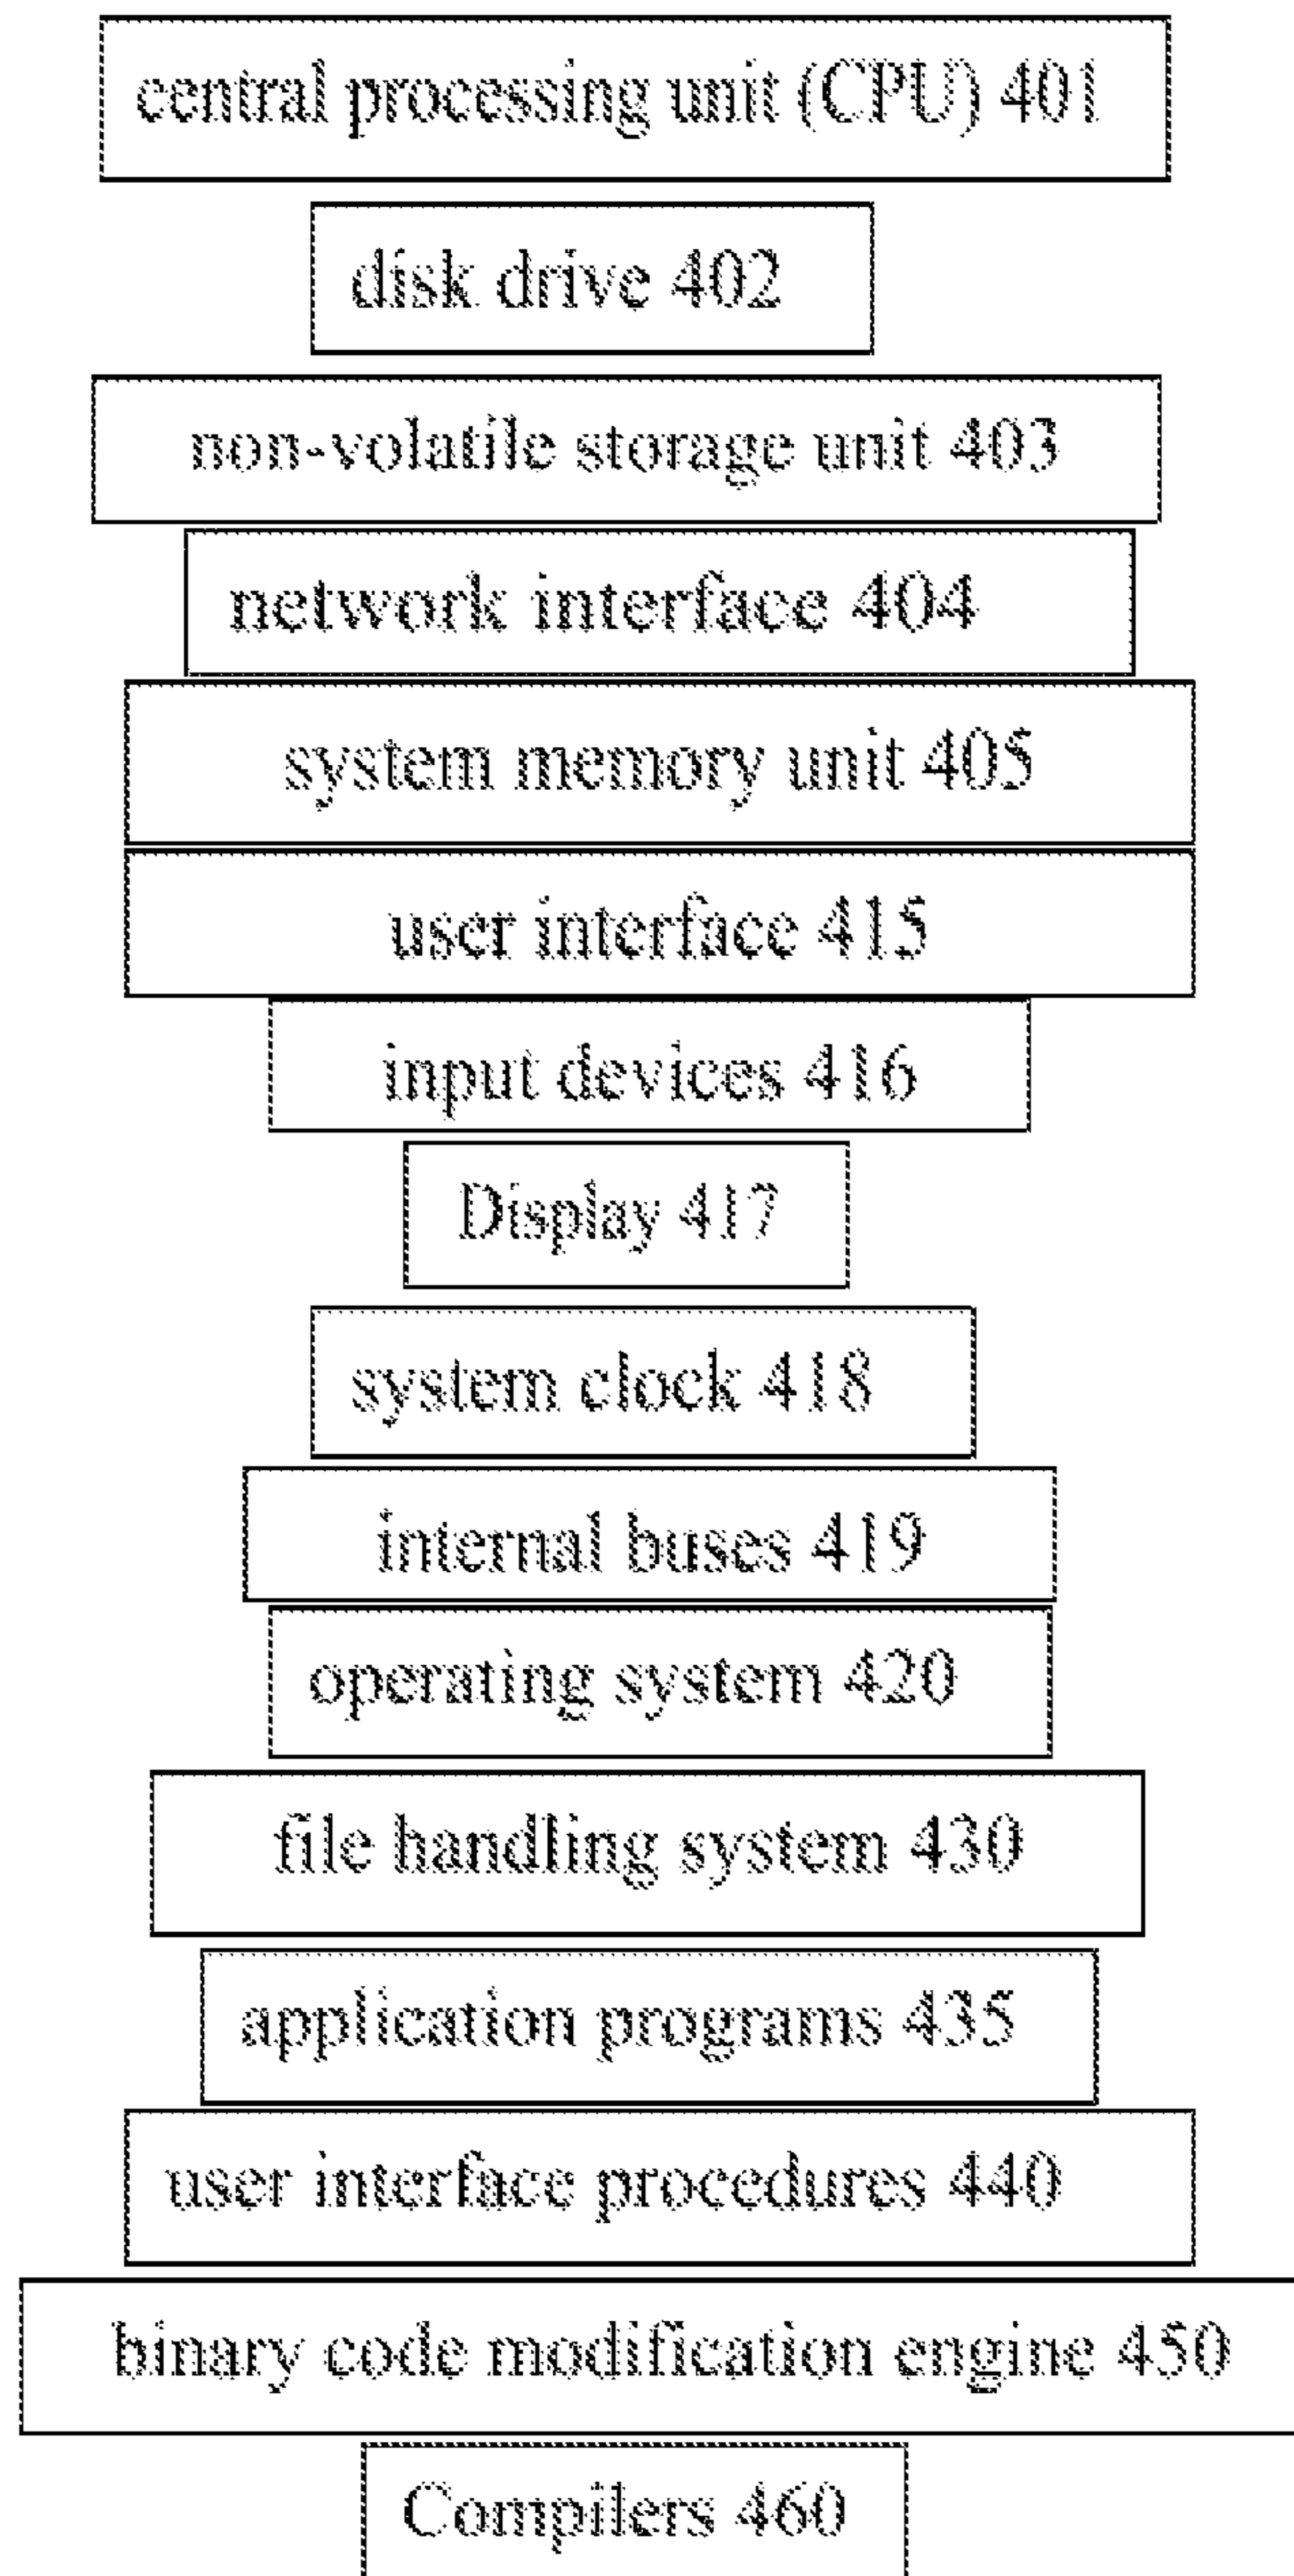 central processing unit (CPU) 401
disk drive 402
non-volatile storage unit 403
network interface 404
system memory unit 405
user interface 415
input devices 416
Display 417
system clock 418
internal buses 419
operating system 420
file handling system 430
application programs 435
user interface procedures 440
binary code modification engine 450
Compilers 460